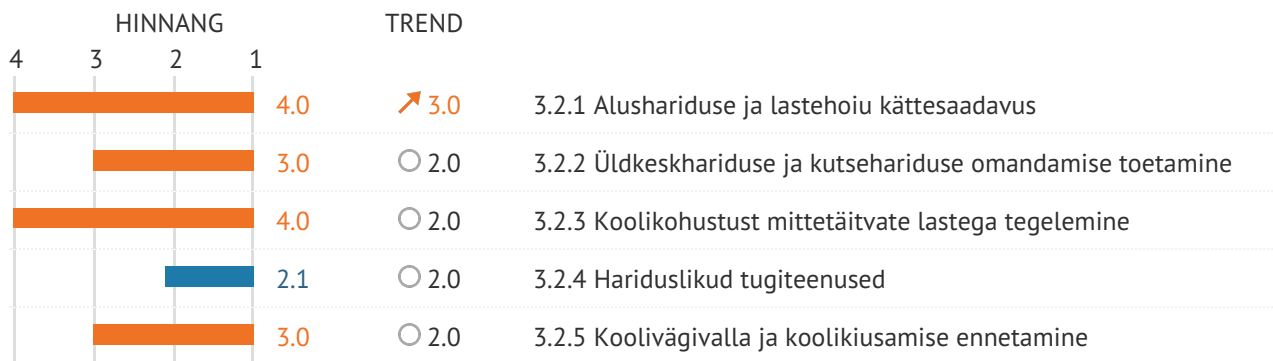 HINNANG TREND
4 3 2 1
4.0 3.0 3.2.1 Alushariduse ja lastehoiu kättesaadavus
3.0 2.0 3.2.2 Üldkeskhariduse ja kutsehariduse omandamise toetamine
4.0 2.0 3.2.3 Koolikohustust mittetäitvate lastega tegelemine
2.1 2.0 3.2.4 Hariduslikud tugiteenused
3.0 2.0 3.2.5 Koolivägivalla ja koolikiusamise ennetamine